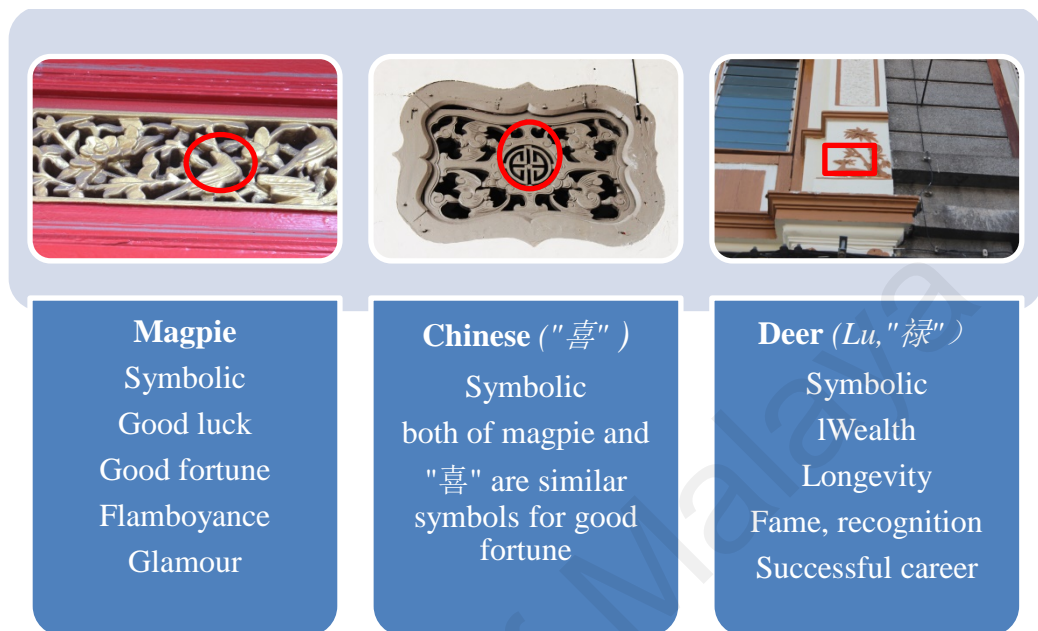 Magpie
Symbolic
Good luck
Good fortune
Flamboyance
Glamour
Chinese ("喜" )
Symbolic
both of magpie and
"喜" are similar
symbols for good
fortune
Deer (Lu,"禄"）
Symbolic
lWealth
Longevity
Fame, recognition
Successful career
of Malaya